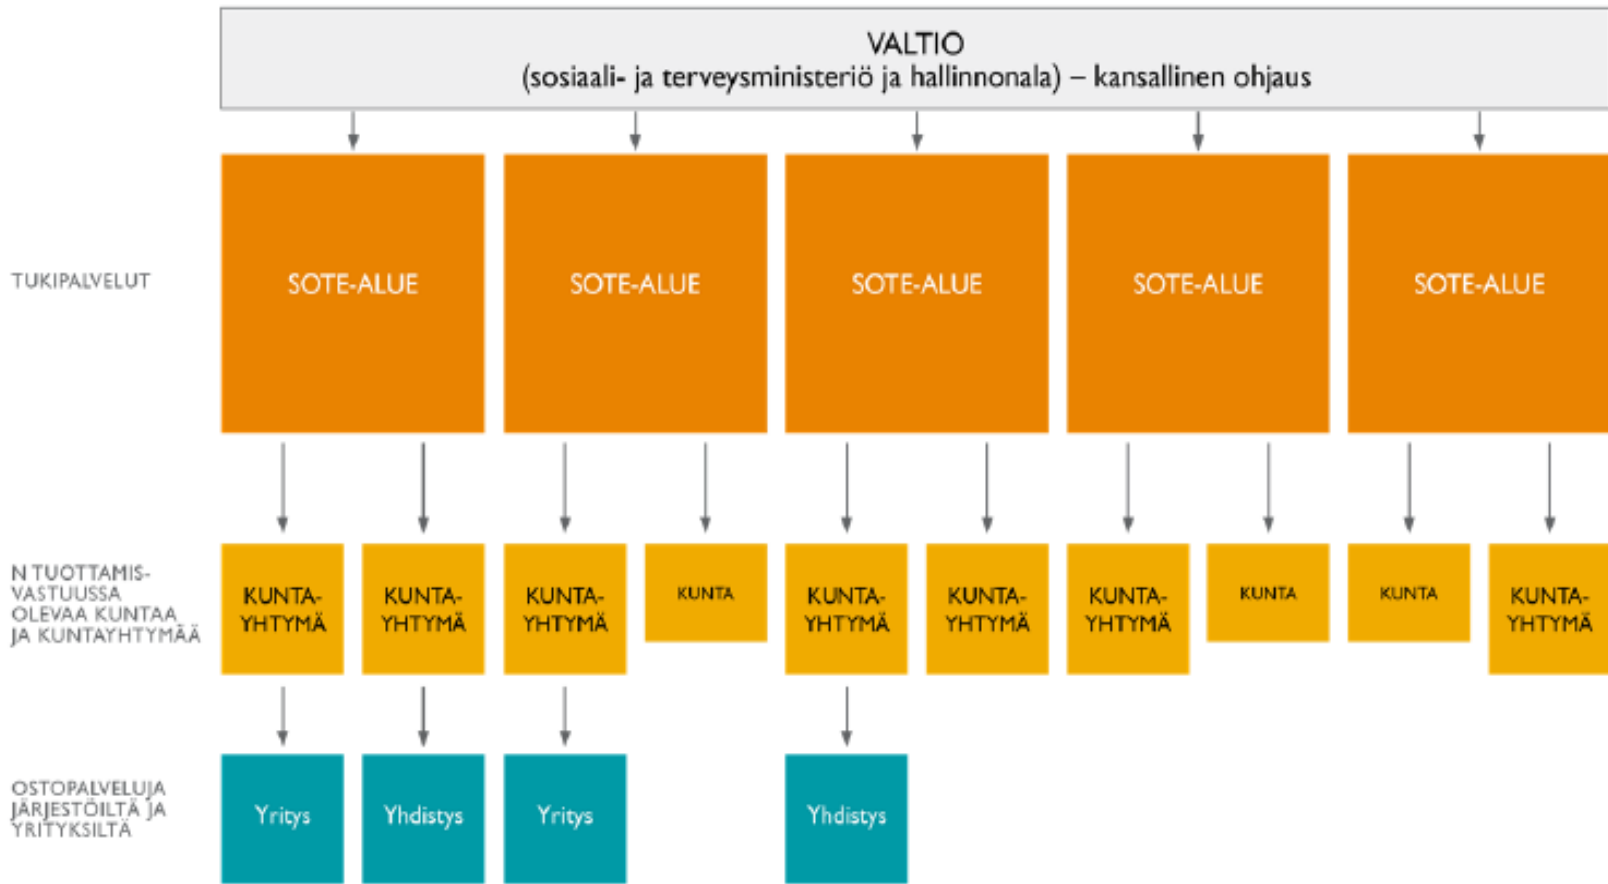 VALTIO
(sosiaali- ja terveysministeriö ja hallinnonala) – kansallinen ohjaus
TUKIPALVELUT
SOTE-ALUE
SOTE-ALUE
SOTE-ALUE
SOTE-ALUE
SOTE-ALUE
N TUOTTAMIS-
VASTUUSSA
OLEVAA KUNTAA
JA KUNTAYHTYMÄÄ
KUNTA-
YHTYMÄ
KUNTA-
YHTYMÄ
KUNTA-
YHTYMÄ
KUNTA
KUNTA-
YHTYMÄ
KUNTA-
YHTYMÄ
KUNTA-
YHTYMÄ
KUNTA
KUNTA
KUNTA-
YHTYMÄ
OSTOPALVELUJA
JÄRJESTÖILTÄ JA
YRITYKSILTÄ
Yritys
Yhdistys
Yritys
Yhdistys